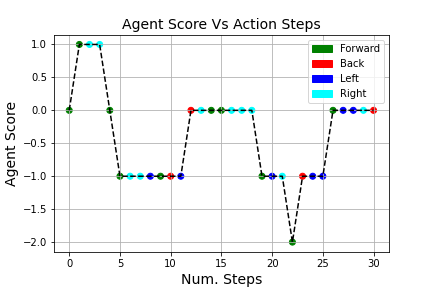 Agent Score Vs Action Steps
1.0
0.5
0.0
−0.5
−1.0
−1.5
−2.0
Agent Score
Forward
Back
Left
Right
0 5 10 15 20 25 30
Num. Steps